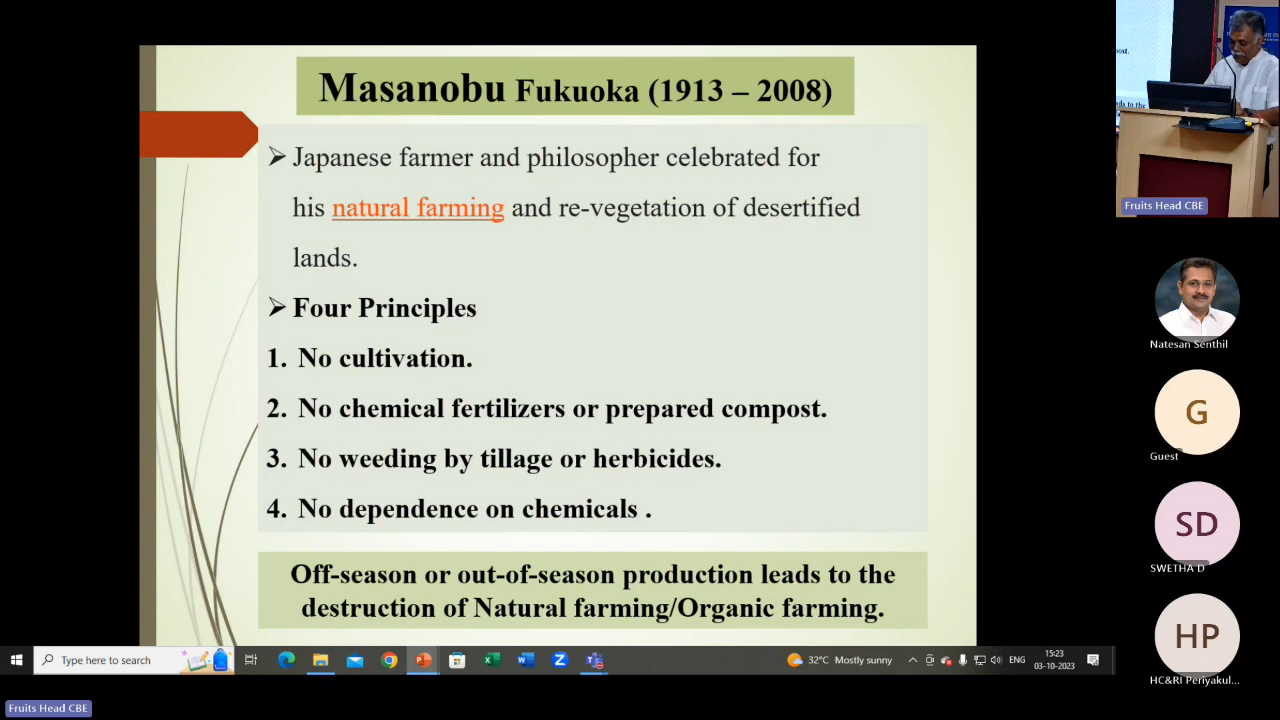 Masanobu Fukuoka (1913 – 2008)
➢ Japanese farmer and philosopher celebrated for
his natural farming and re-vegetation of desertified
lands.
➢ Four Principles
1. No cultivation.
2. No chemical fertilizers or prepared compost.
3. No weeding by tillage or herbicides.
4. No dependence on chemicals .
Off-season or out-of-season production leads to the
destruction of Natural farming/Organic farming.
Type here to search
32°C Mostly sunny
ENG
15:23
03-10-2023
Fruits Head CBE
Fruits Head CBE
Natesan Senthil
G
Guest
SD
SWETHA D
HP
HC&RI Periyakul...